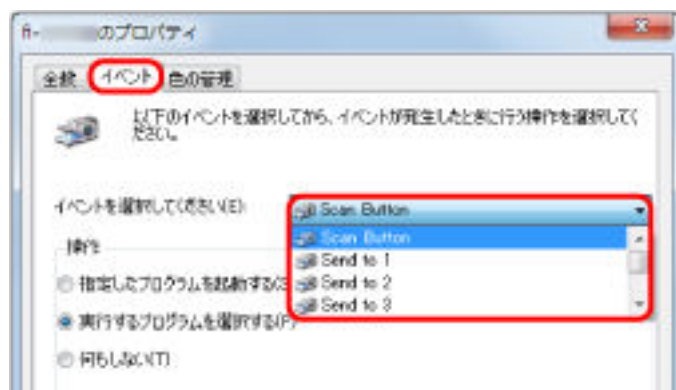 fi-      のプロパティ
全般 イベント 色の管理
以下のイベントを選択してから、イベントが発生したときに行う操作を選択してく
ださい。
イベントを選択してください(E): Scan Button
Scan Button
操作 Send to 1
指定したプログラムを起動する(S Send to 2
Send to 3
実行するプログラムを選択する(P)
何もしない(T)